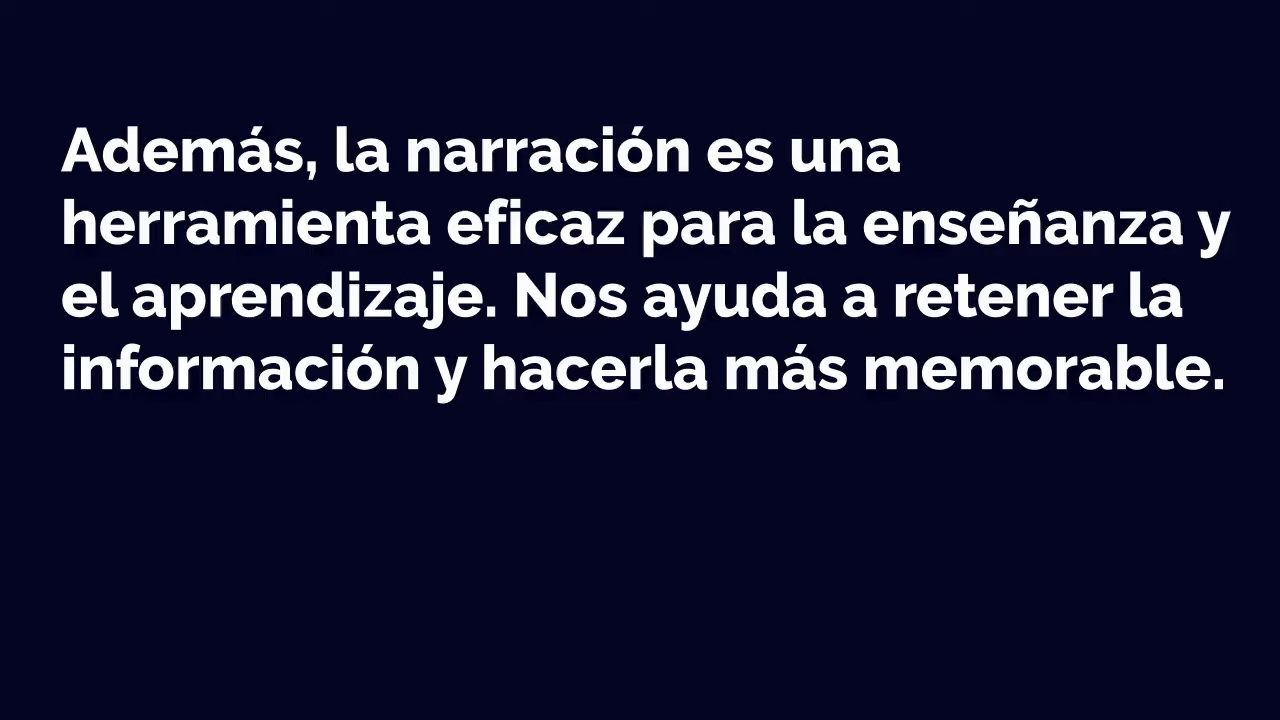 Además, la narración es una
herramienta eficaz para la enseñanza y
el aprendizaje. Nos ayuda a retener la
información y hacerla más memorable.